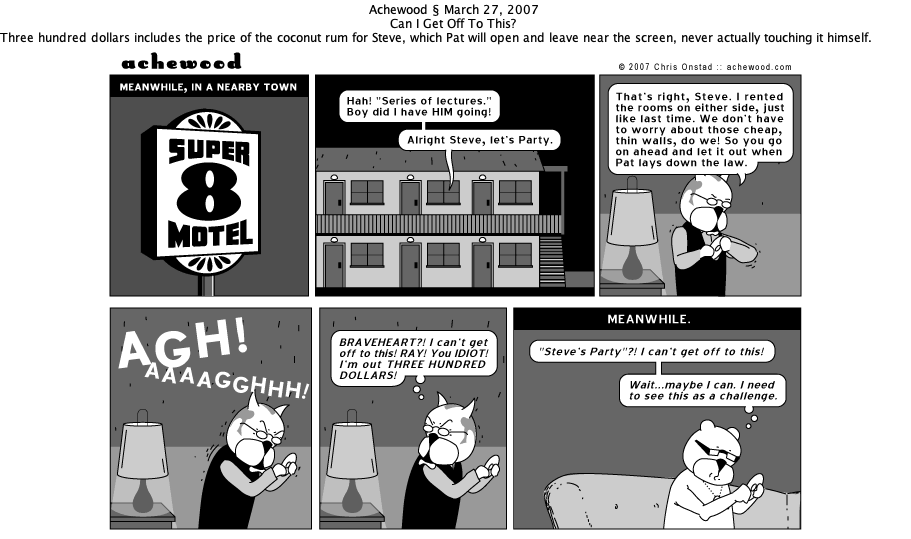 Achewood § March 27, 2007
Can I Get Off To This?
Three hundred dollars includes the price of the coconut rum for Steve, which Pat will open and leave near the screen, never actually touching it himself.
achewood
© 2007 Chris Onstad :: achewood.com
MEANWHILE, IN A NEARBY TOWN
SUPER
8
MOTEL
Hah! "Series of lectures."
Boy did I have HIM going!
Alright Steve, let's Party.
That's right, Steve. I rented
the rooms on either side, just
like last time. We don't have
to worry about those cheap,
thin walls, do we! So you go
on ahead and let it out when
Pat lays down the law.
AGH!
AAAAGGHHH!
BRAVEHEART?! I can't get
off to this! RAY! You IDIOT!
I'm out THREE HUNDRED
DOLLARS!
MEANWHILE.
"Steve's Party"?! I can't get off to this!
Wait...maybe I can. I need
to see this as a challenge.